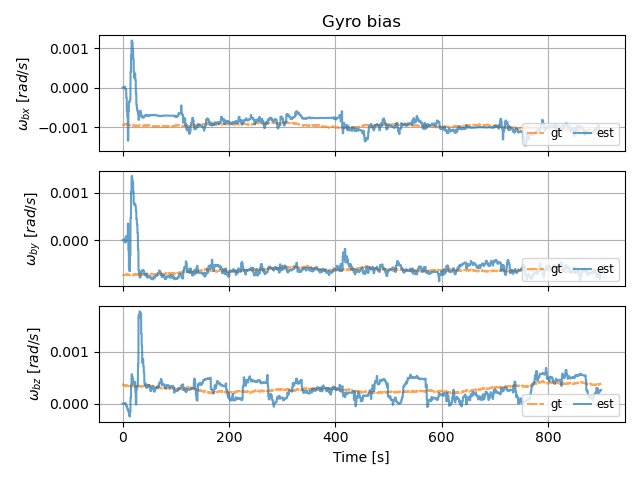 Gyro bias
ω_bx [rad/s]
0.001
0.000
−0.001
gt est
ω_by [rad/s]
0.001
0.000
gt est
ω_bz [rad/s]
0.001
0.000
gt est
0 200 400 600 800
Time [s]